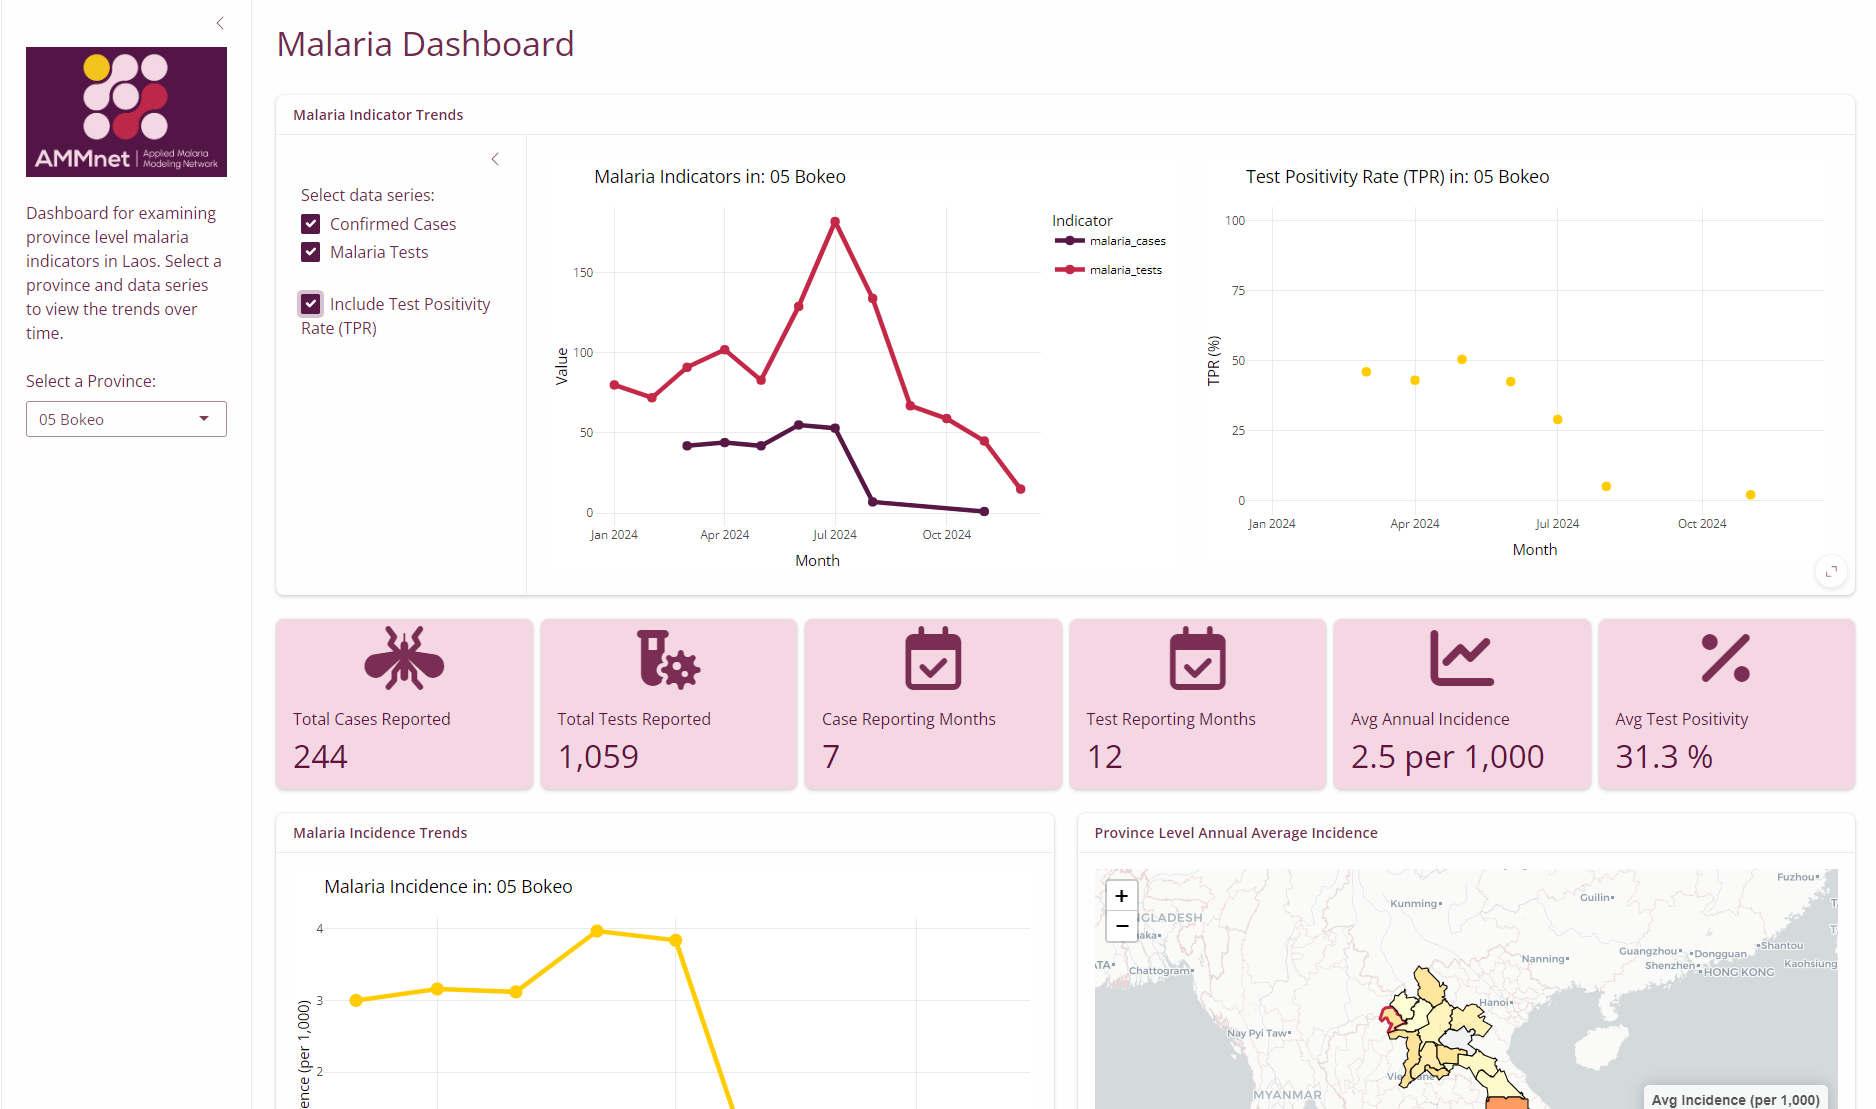 Malaria Dashboard
AMMnet | Applied Malaria
Modeling Network
Dashboard for examining
province level malaria
indicators in Laos. Select a
province and data series
to view the trends over
time.
Select a Province:
05 Bokeo
Malaria Indicator Trends
Select data series:
Confirmed Cases
Malaria Tests
Include Test Positivity
Rate (TPR)
Malaria Indicators in: 05 Bokeo
Value
150
100
50
0
Jan 2024
Apr 2024
Jul 2024
Oct 2024
Month
Indicator
malaria_cases
malaria_tests
Test Positivity Rate (TPR) in: 05 Bokeo
TPR (%)
100
75
50
25
0
Jan 2024
Apr 2024
Jul 2024
Oct 2024
Month
Total Cases Reported
244
Total Tests Reported
1,059
Case Reporting Months
7
Test Reporting Months
12
Avg Annual Incidence
2.5 per 1,000
Avg Test Positivity
31.3 %
Malaria Incidence Trends
Malaria Incidence in: 05 Bokeo
ence (per 1,000)
4
3
2
Province Level Annual Average Incidence
+
−
Fuzhou
Guilin
Kunming
NGLADESH
aka
Shantou
Guangzhou
Dongguan
Nanning
Shenzhen
HONG KONG
Kaohsiung
ATA
Chattogram
Hanoi
Nay Pyi Taw
MYANMAR
Avg Incidence (per 1,000)